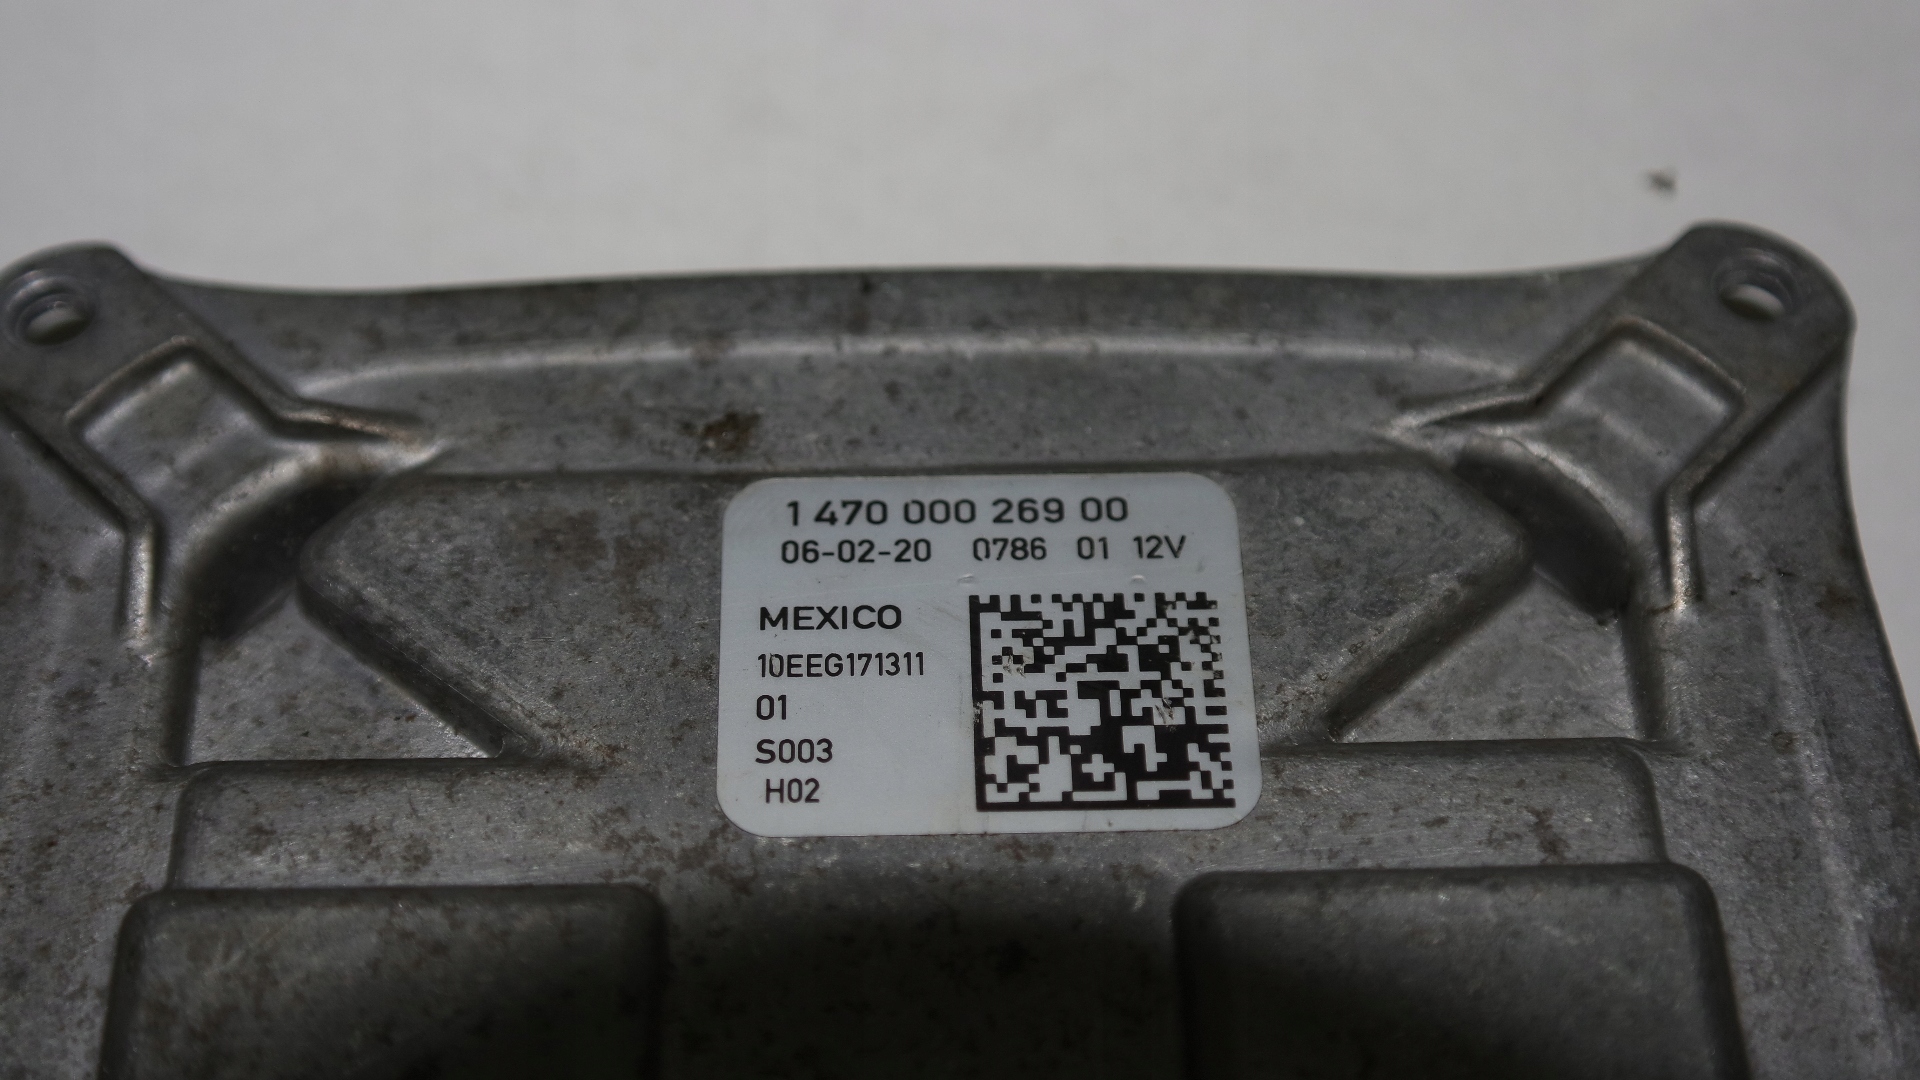 1 470 000 269 00
06-02-20 0786 01 12V
MEXICO
10EEG171311
01
S003
H02